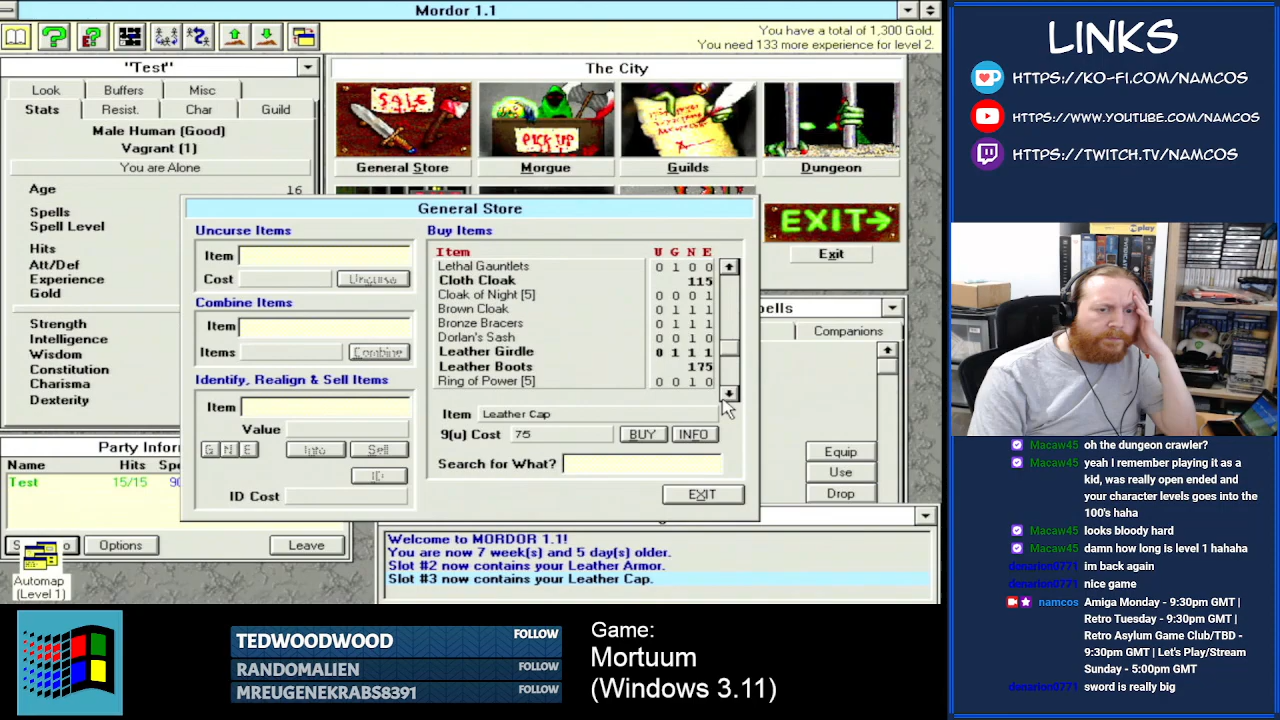 Mordor 1.1
You have a total of 1,300 Gold.
You need 133 more experience for level 2.
"Test"
Look Buffers Misc
Stats Resist. Char Guild
Male Human (Good)
Vagrant (1)
You are Alone
Age 16
Spells
Spell Level
Hits
Att/Def
Experience
Gold
Strength
Intelligence
Wisdom
Constitution
Charisma
Dexterity
The City
SALE
PICK UP
General Store Morgue Guilds Dungeon
EXIT→
Exit
General Store
Uncurse Items
Item
Cost Uncurse
Combine Items
Item
Items Combine
Identify, Realign & Sell Items
Item
Value
G N E Info Sell
ID
ID Cost
Buy Items
Item U G N E
Lethal Gauntlets 0 1 0 0
Cloth Cloak 115
Cloak of Night [5] 0 0 0 1
Brown Cloak 0 1 1 1
Bronze Bracers 0 1 1 1
Dorlan's Sash 0 0 1 0
Leather Girdle 0 1 1 1
Leather Boots 175
Ring of Power [5] 0 0 1 0
Item Leather Cap
9(u) Cost 75 BUY INFO
Search for What?
EXIT
ells
Companions
Equip
Use
Drop
Party Inform
Name Hits Spe
Test 15/15 90
S o Options Leave
Automap
(Level 1)
Welcome to MORDOR 1.1!
You are now 7 week(s) and 5 day(s) older.
Slot #2 now contains your Leather Armor.
Slot #3 now contains your Leather Cap.
TEDWOODWOOD FOLLOW
RANDOMALIEN FOLLOW
MREUGENEKRABS8391 FOLLOW
Game:
Mortuum
(Windows 3.11)
LINKS
HTTPS://KO-FI.COM/NAMCOS
HTTPS://WWW.YOUTUBE.COM/NAMCOS
HTTPS://TWITCH.TV/NAMCOS
Macaw45 oh the dungeon crawler?
Macaw45 yeah I remember playing it as a
kid, was really open ended and
your character levels goes into the
100's haha
Macaw45 looks bloody hard
Macaw45 damn how long is level 1 hahaha
denarion0771 im back again
denarion0771 nice game
namcos Amiga Monday - 9:30pm GMT |
Retro Tuesday - 9:30pm GMT |
Retro Asylum Game Club/TBD -
9:30pm GMT | Let's Play/Stream
Sunday - 5:00pm GMT
denarion0771 sword is really big